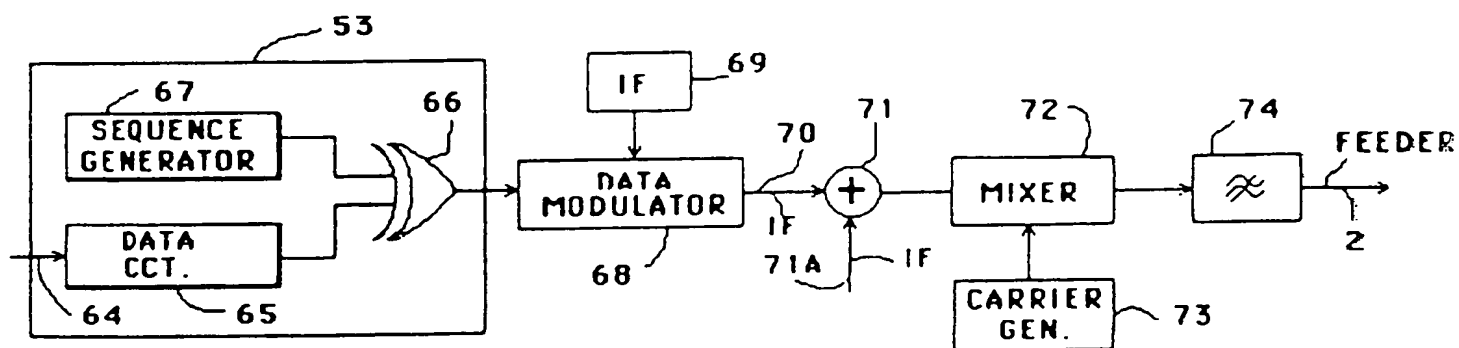 53
67
SEQUENCE
GENERATOR
66
DATA
CCT.
64
65
IF
69
DATA
MODULATOR
68
70
IF
71
+
71A
IF
72
MIXER
CARRIER
GEN.
73
74
FEEDER
2